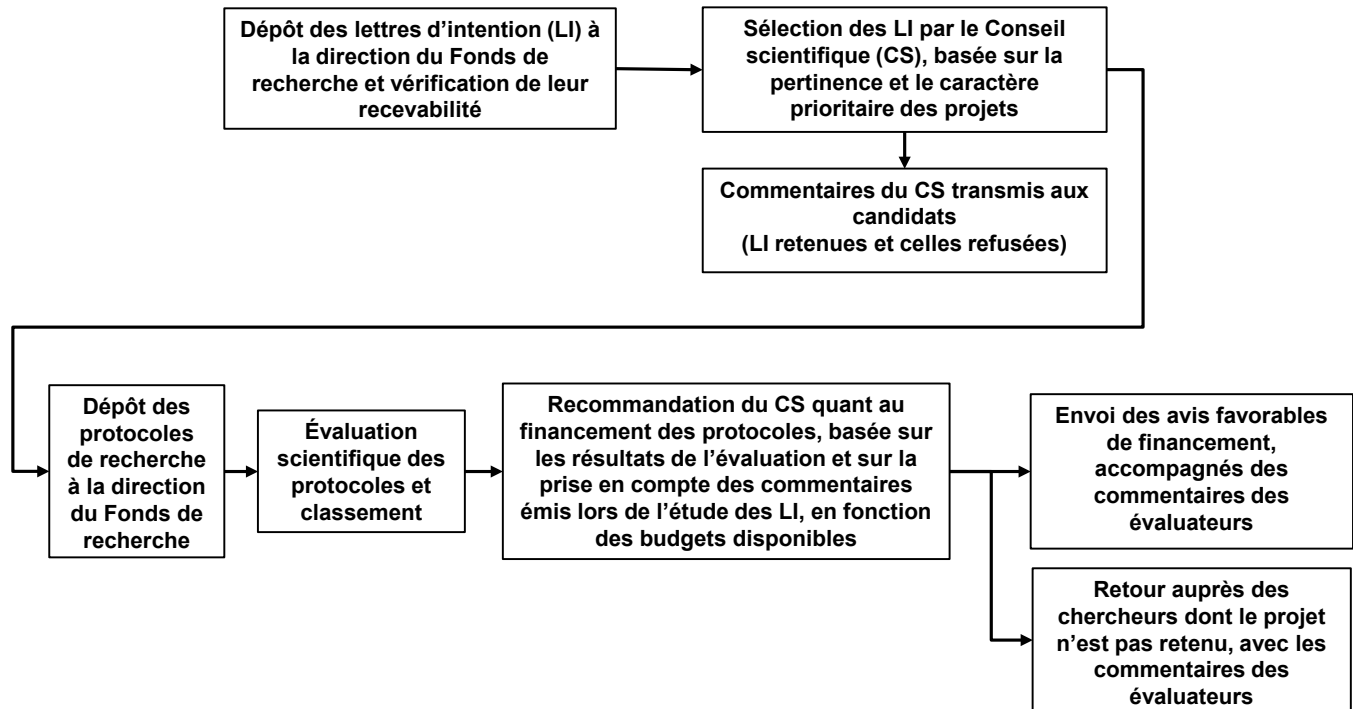 Dépôt des lettres d’intention (LI) à
la direction du Fonds de
recherche et vérification de leur
recevabilité
Sélection des LI par le Conseil
scientifique (CS), basée sur la
pertinence et le caractère
prioritaire des projets
Commentaires du CS transmis aux
candidats
(LI retenues et celles refusées)
Dépôt des
protocoles
de recherche
à la direction
du Fonds de
recherche
Évaluation
scientifique des
protocoles et
classement
Recommandation du CS quant au
financement des protocoles, basée sur
les résultats de l’évaluation et sur la
prise en compte des commentaires
émis lors de l’étude des LI, en fonction
des budgets disponibles
Envoi des avis favorables
de financement,
accompagnés des
commentaires des
évaluateurs
Retour auprès des
chercheurs dont le projet
n’est pas retenu, avec les
commentaires des
évaluateurs